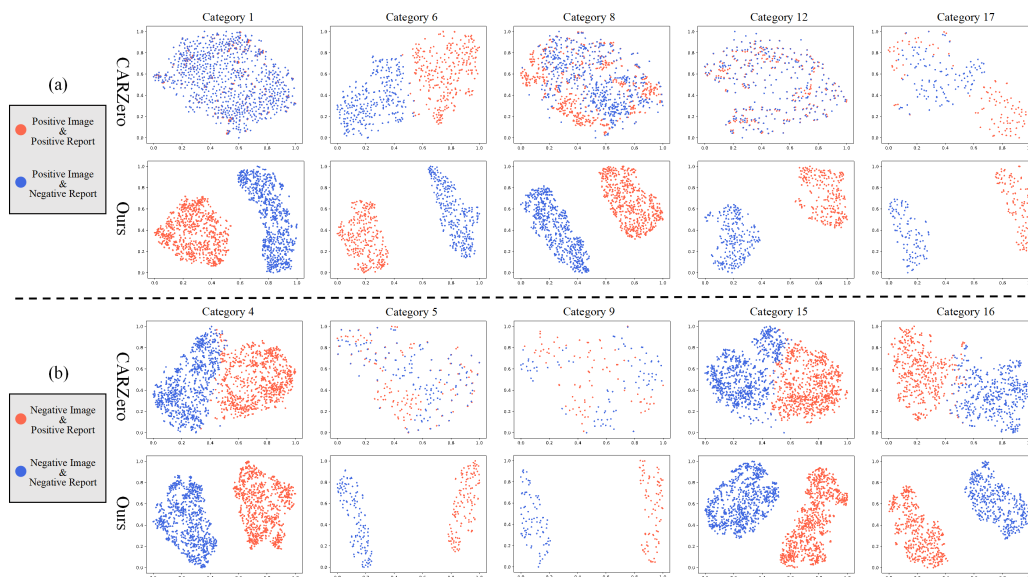 Category 1
Category 6
Category 8
Category 12
Category 17
(a)
CARZero
Positive Image
&
Positive Report
Positive Image
&
Negative Report
Ours
Category 4
Category 5
Category 9
Category 15
Category 16
(b)
CARZero
Negative Image
&
Positive Report
Negative Image
&
Negative Report
Ours